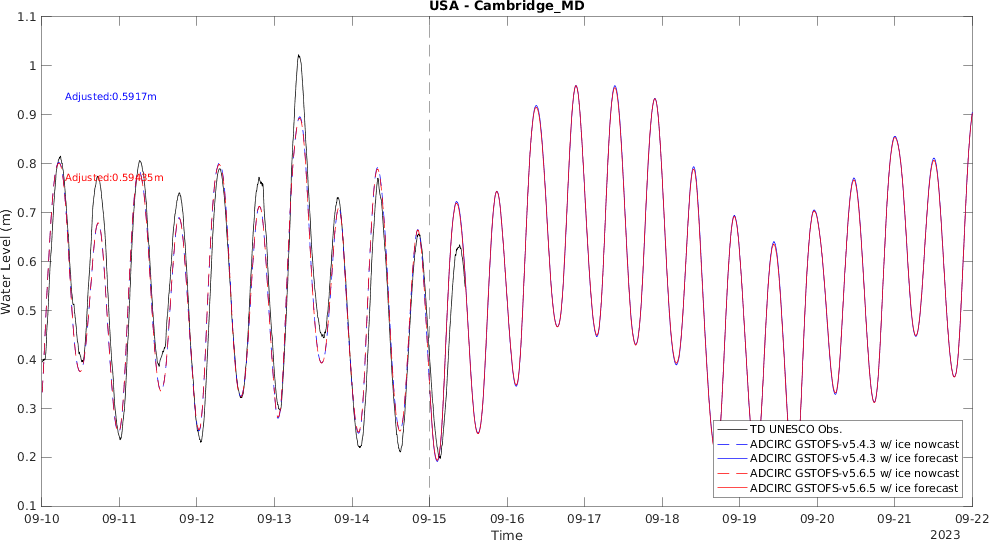 USA - Cambridge_MD
1.1
1
0.9
0.8
0.7
0.6
0.5
0.4
0.3
0.2
0.1
Water Level (m)
Adjusted:0.5917m
Adjusted:0.59435m
TD UNESCO Obs.
ADCIRC GSTOFS-v5.4.3 w/ ice nowcast
ADCIRC GSTOFS-v5.4.3 w/ ice forecast
ADCIRC GSTOFS-v5.6.5 w/ ice nowcast
ADCIRC GSTOFS-v5.6.5 w/ ice forecast
09-10 09-11 09-12 09-13 09-14 09-15 09-16 09-17 09-18 09-19 09-20 09-21 09-22
Time
2023